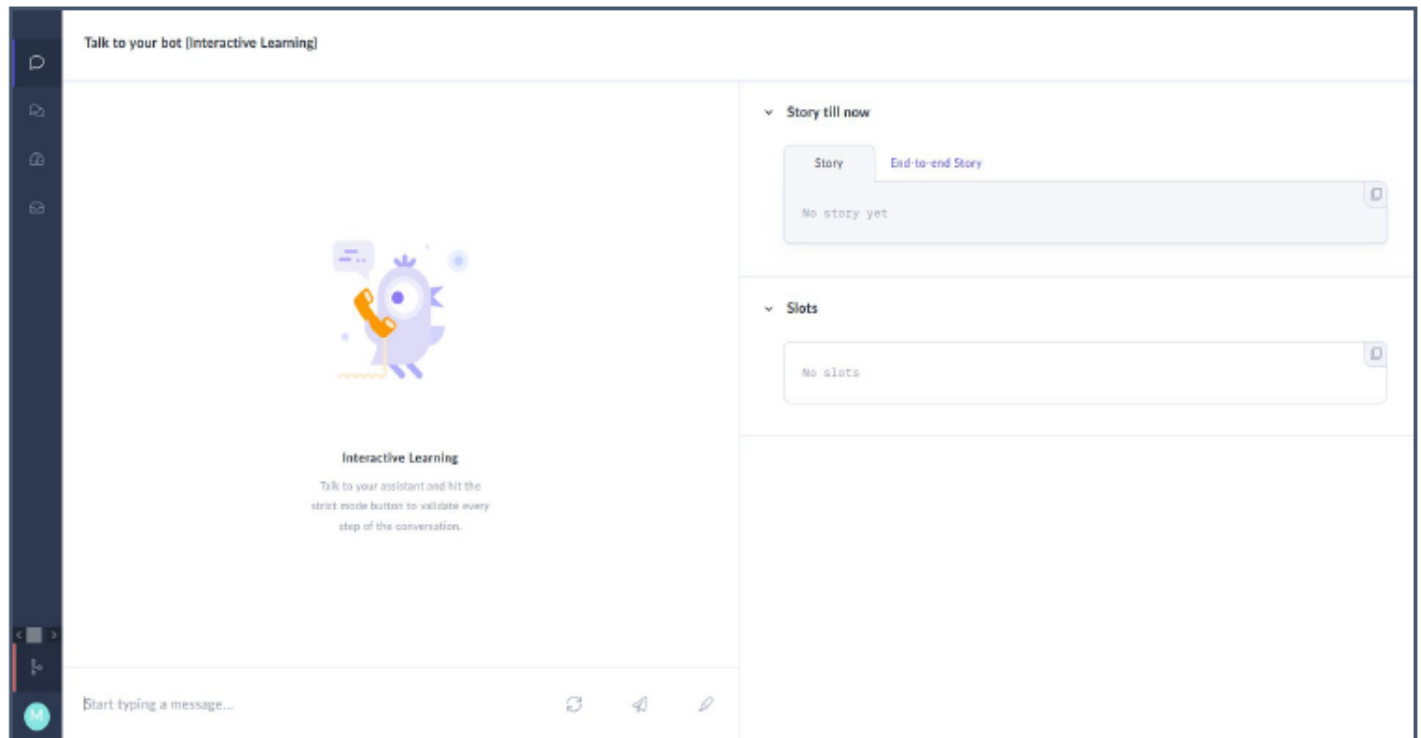 Talk to your bot (Interactive Learning)
Story till now
Story
End-to-end Story
No story yet
Slots
No slots
Interactive Learning
Talk to your assistant and hit the
strict mode button to validate every
step of the conversation.
Start typing a message...
M